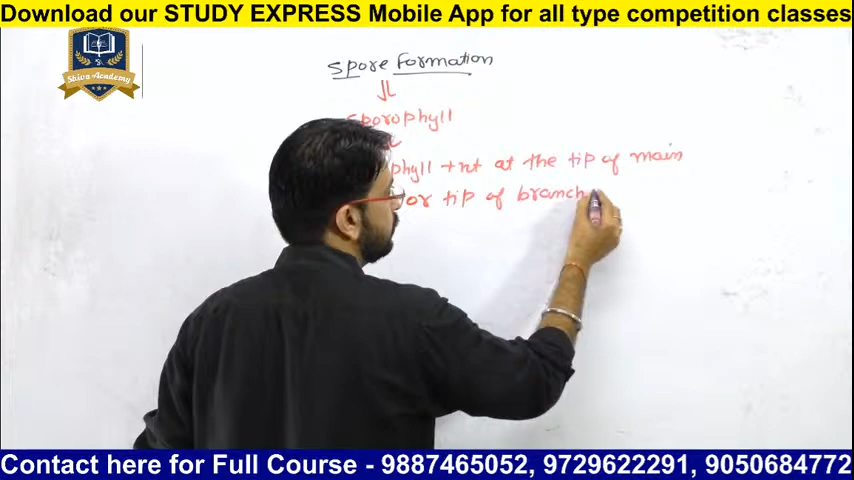 Download our STUDY EXPRESS Mobile App for all type competition classes
Shiva Academy
Spore Formation
Sporophyll
phyll +nt at the tip of main
or tip of branch
Contact here for Full Course - 9887465052, 9729622291, 9050684772